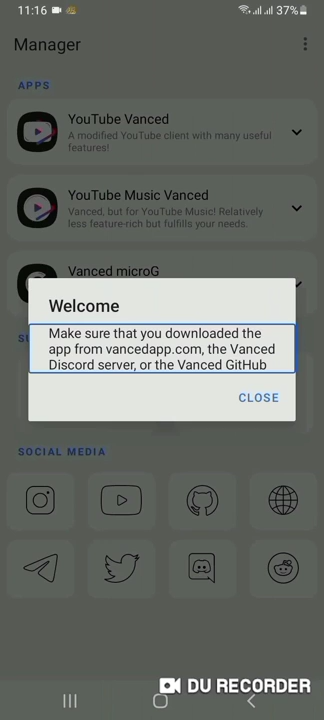 11:16
37%
Manager
APPS
YouTube Vanced
A modified YouTube client with many useful
features!
YouTube Music Vanced
Vanced, but for YouTube Music! Relatively
less feature-rich but fulfills your needs.
Vanced microG
Welcome
Make sure that you downloaded the
app from vancedapp.com, the Vanced
Discord server, or the Vanced GitHub
CLOSE
SOCIAL MEDIA
DU RECORDER